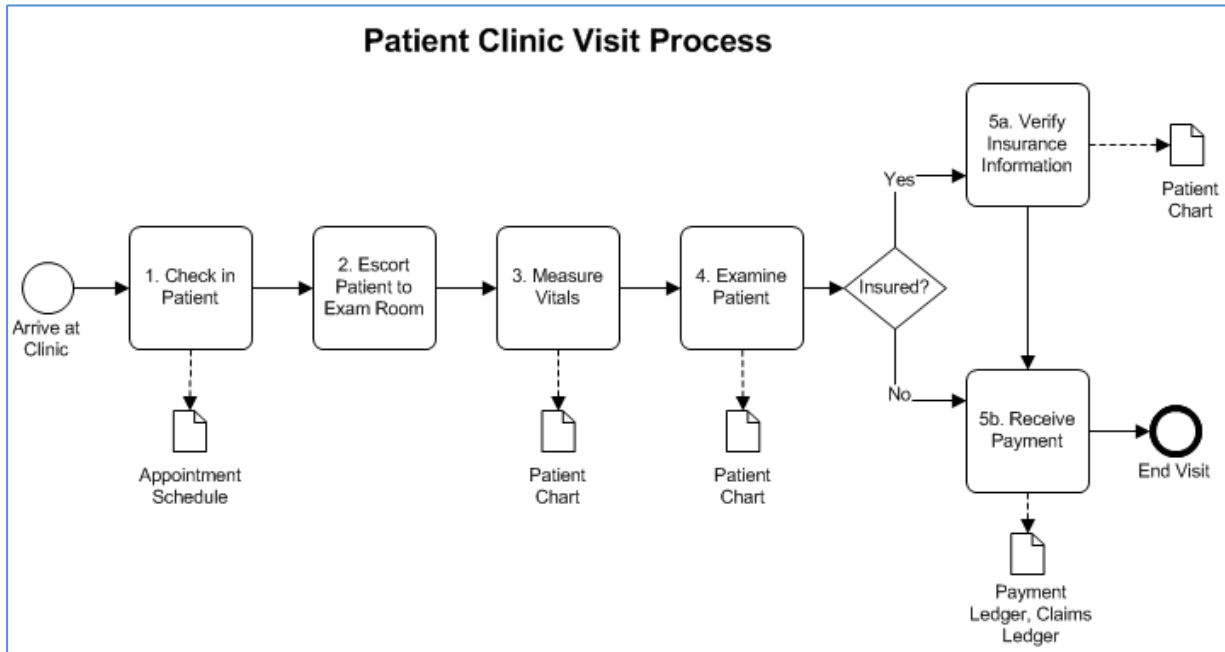 Patient Clinic Visit Process
Arrive at
Clinic
1. Check in
Patient
Appointment
Schedule
2. Escort
Patient to
Exam Room
3. Measure
Vitals
Patient
Chart
4. Examine
Patient
Patient
Chart
Insured?
Yes
No
5a. Verify
Insurance
Information
Patient
Chart
5b. Receive
Payment
Payment
Ledger, Claims
Ledger
End Visit